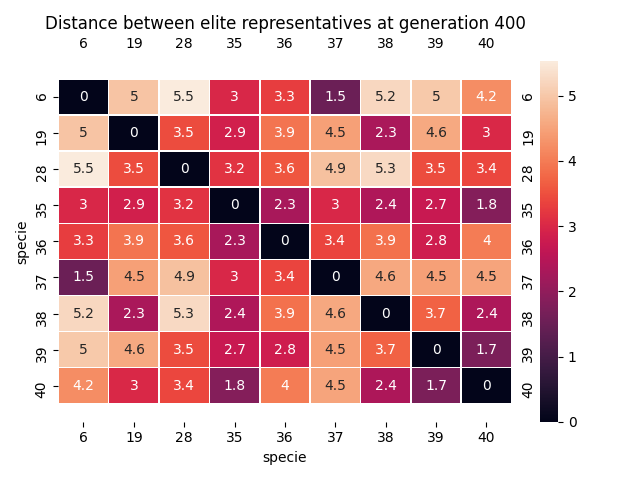 Distance between elite representatives at generation 400
6 19 28 35 36 37 38 39 40
6 0 5 5.5 3 3.3 1.5 5.2 5 4.2 6
19 5 0 3.5 2.9 3.9 4.5 2.3 4.6 3 19
28 5.5 3.5 0 3.2 3.6 4.9 5.3 3.5 3.4 28
35 3 2.9 3.2 0 2.3 3 2.4 2.7 1.8 35
36 3.3 3.9 3.6 2.3 0 3.4 3.9 2.8 4 36
37 1.5 4.5 4.9 3 3.4 0 4.6 4.5 4.5 37
38 5.2 2.3 5.3 2.4 3.9 4.6 0 3.7 2.4 38
39 5 4.6 3.5 2.7 2.8 4.5 3.7 0 1.7 39
40 4.2 3 3.4 1.8 4 4.5 2.4 1.7 0 40
6 19 28 35 36 37 38 39 40
specie
specie
5
4
3
2
1
0